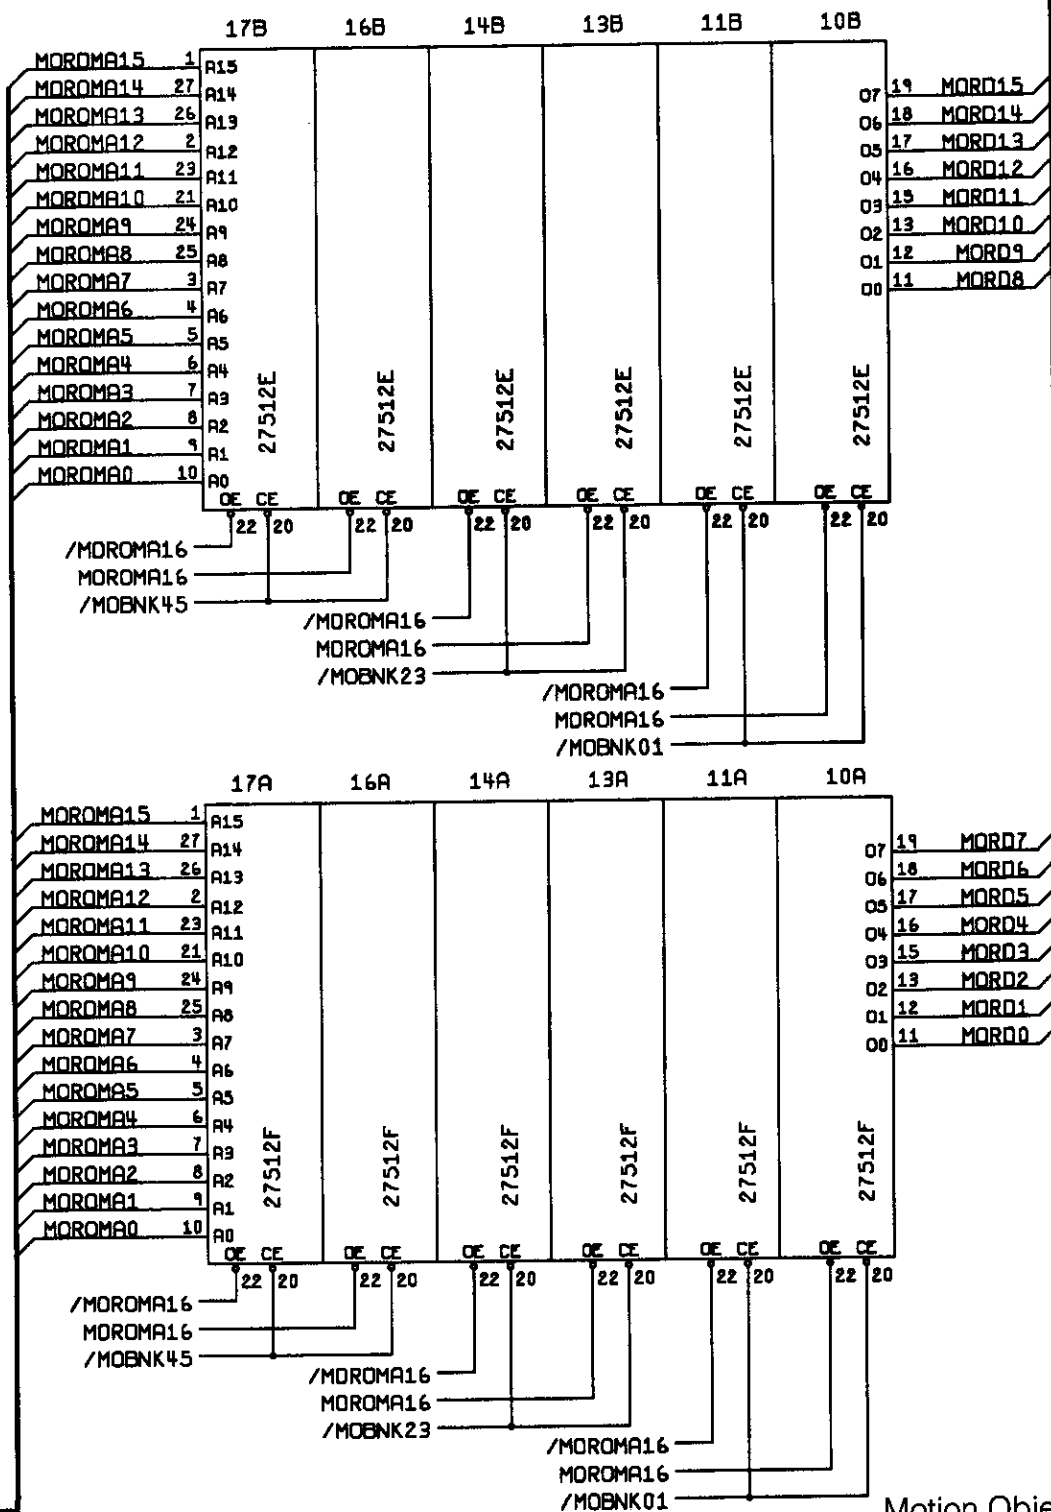 17B 16B 14B 13B 11B 10B
MOROMA15 1 A15
MOROMA14 27 A14 O7 19 MORD15
MOROMA13 26 A13 O6 18 MORD14
MOROMA12 2 A12 O5 17 MORD13
MOROMA11 23 A11 O4 16 MORD12
MOROMA10 21 A10 O3 15 MORD11
MOROMA9 24 A9 O2 13 MORD10
MOROMA8 25 A8 O1 12 MORD9
MOROMA7 3 A7 O0 11 MORD8
MOROMA6 4 A6
MOROMA5 5 A5
MOROMA4 6 A4
MOROMA3 7 A3
MOROMA2 8 A2
MOROMA1 9 A1
MOROMA0 10 A0
27512E 27512E 27512E 27512E 27512E 27512E
OE CE OE CE OE CE OE CE OE CE OE CE
22 20 22 20 22 20 22 20 22 20 22 20
/MOROMA16
MOROMA16
/MOBNK45
/MOROMA16
MOROMA16
/MOBNK23
/MOROMA16
MOROMA16
/MOBNK01
17A 16A 14A 13A 11A 10A
MOROMA15 1 A15
MOROMA14 27 A14 O7 19 MORD7
MOROMA13 26 A13 O6 18 MORD6
MOROMA12 2 A12 O5 17 MORD5
MOROMA11 23 A11 O4 16 MORD4
MOROMA10 21 A10 O3 15 MORD3
MOROMA9 24 A9 O2 13 MORD2
MOROMA8 25 A8 O1 12 MORD1
MOROMA7 3 A7 O0 11 MORD0
MOROMA6 4 A6
MOROMA5 5 A5
MOROMA4 6 A4
MOROMA3 7 A3
MOROMA2 8 A2
MOROMA1 9 A1
MOROMA0 10 A0
27512F 27512F 27512F 27512F 27512F 27512F
OE CE OE CE OE CE OE CE OE CE OE CE
22 20 22 20 22 20 22 20 22 20 22 20
/MOROMA16
MOROMA16
/MOBNK45
/MOROMA16
MOROMA16
/MOBNK23
/MOROMA16
MOROMA16
/MOBNK01
Motion Obje